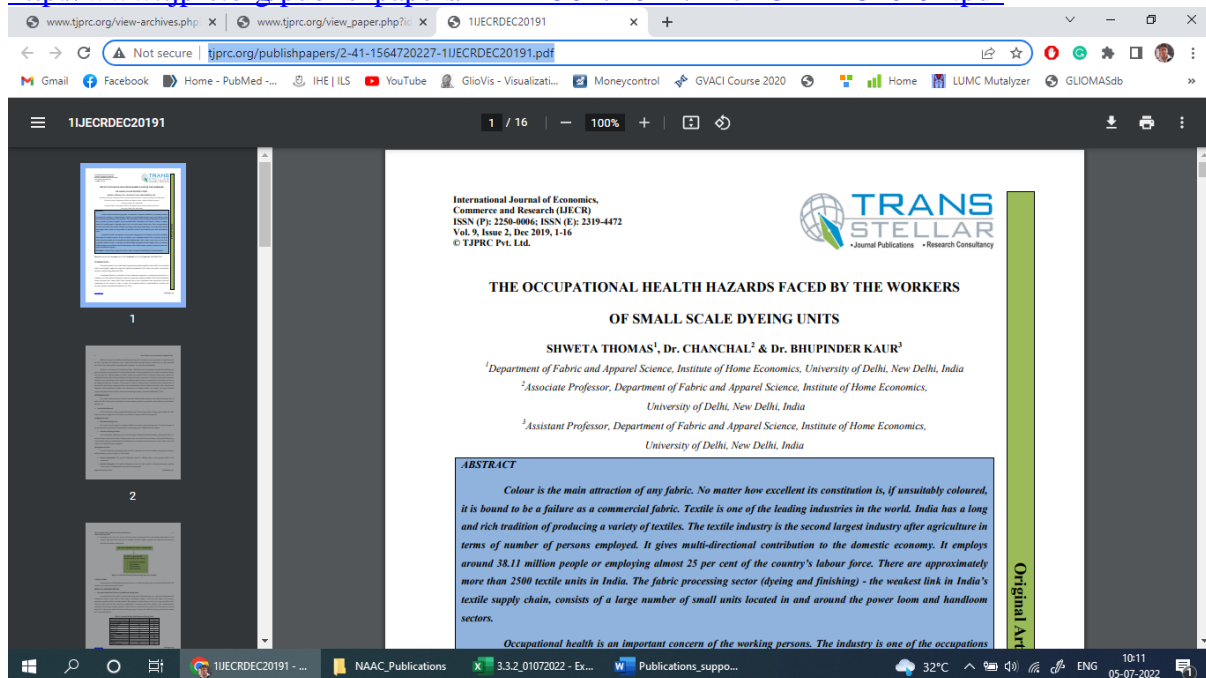 www.tjprc.org/view-archives.php
www.tjprc.org/view_paper.php?ic
1IJECRDEC20191
Not secure
tjprc.org/publishpapers/2-41-1564720227-1IJECRDEC20191.pdf
Gmail Facebook Home - PubMed -... IHE | ILS YouTube GlioVis - Visualizati... Moneycontrol GVACI Course 2020 Home LUMC Mutalyzer GLIOMASdb »
1IJECRDEC20191
1 / 16
100%
1
2
International Journal of Economics,
Commerce and Research (IJECR)
ISSN (P): 2250-0006; ISSN (E): 2319-4472
Vol. 9, Issue 2, Dec 2019, 1-16
© TJPRC Pvt. Ltd.
TRANS
STELLAR
•Journal Publications •Research Consultancy
THE OCCUPATIONAL HEALTH HAZARDS FACED BY THE WORKERS
OF SMALL SCALE DYEING UNITS
SHWETA THOMAS¹, Dr. CHANCHAL² & Dr. BHUPINDER KAUR³
¹Department of Fabric and Apparel Science, Institute of Home Economics, University of Delhi, New Delhi, India
²Associate Professor, Department of Fabric and Apparel Science, Institute of Home Economics,
University of Delhi, New Delhi, India
³Assistant Professor, Department of Fabric and Apparel Science, Institute of Home Economics,
University of Delhi, New Delhi, India
ABSTRACT
Colour is the main attraction of any fabric. No matter how excellent its constitution is, if unsuitably coloured,
it is bound to be a failure as a commercial fabric. Textile is one of the leading industries in the world. India has a long
and rich tradition of producing a variety of textiles. The textile industry is the second largest industry after agriculture in
terms of number of persons employed. It gives multi-directional contribution to the domestic economy. It employs
around 38.11 million people or employing almost 25 per cent of the country's labour force. There are approximately
more than 2500 textile units in India. The fabric processing sector (dyeing and finishing) - the weakest link in India's
textile supply chain, consists of a large number of small units located in and around the power loom and handloom
sectors.
Occupational health is an important concern of the working persons. The industry is one of the occupations
Original Art
1IJECRDEC20191 - ...
NAAC_Publications
3.3.2_01072022 - Ex...
Publications_suppo...
32°C
ENG
10:11
05-07-2022